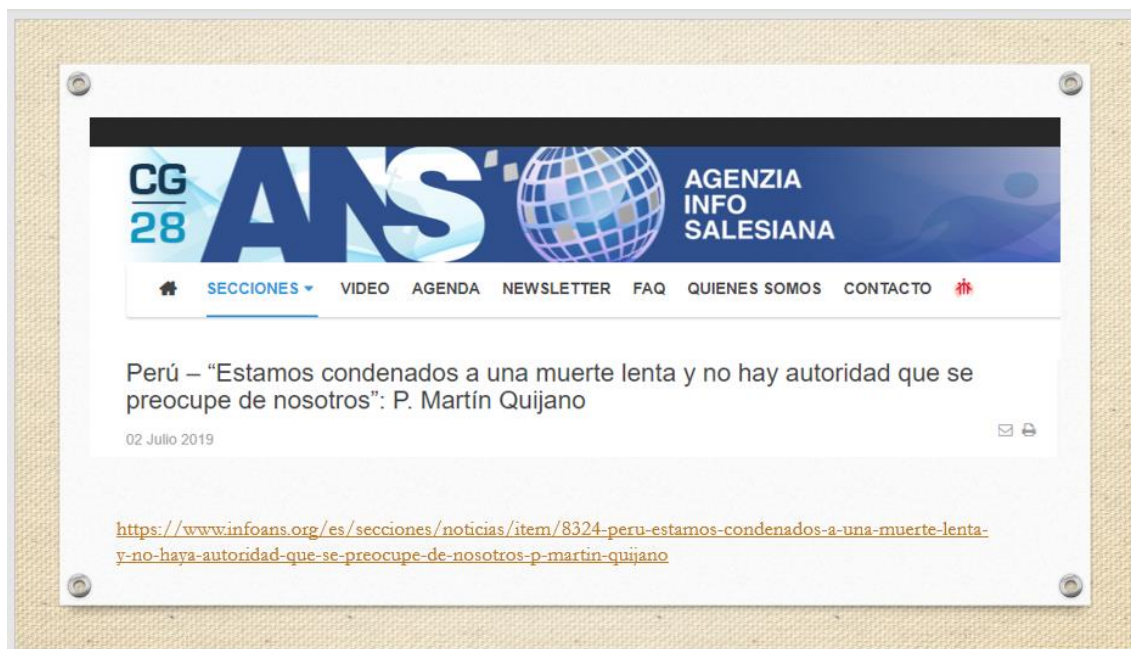 CG
28
ANS
AGENZIA
INFO
SALESIANA
SECCIONES VIDEO AGENDA NEWSLETTER FAQ QUIENES SOMOS CONTACTO
Perú – “Estamos condenados a una muerte lenta y no hay autoridad que se
preocupe de nosotros”: P. Martín Quijano
02 Julio 2019
https://www.infoans.org/es/secciones/noticias/item/8324-peru-estamos-condenados-a-una-muerte-lenta-
y-no-haya-autoridad-que-se-preocupe-de-nosotros-p-martin-quijano